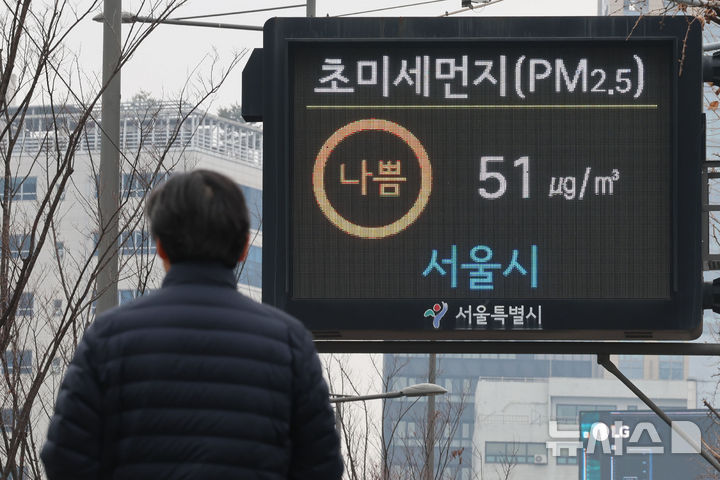 초미세먼지(PM2.5)
나쁨
51 μg/m³
서울시
서울특별시
LG
뉴시스